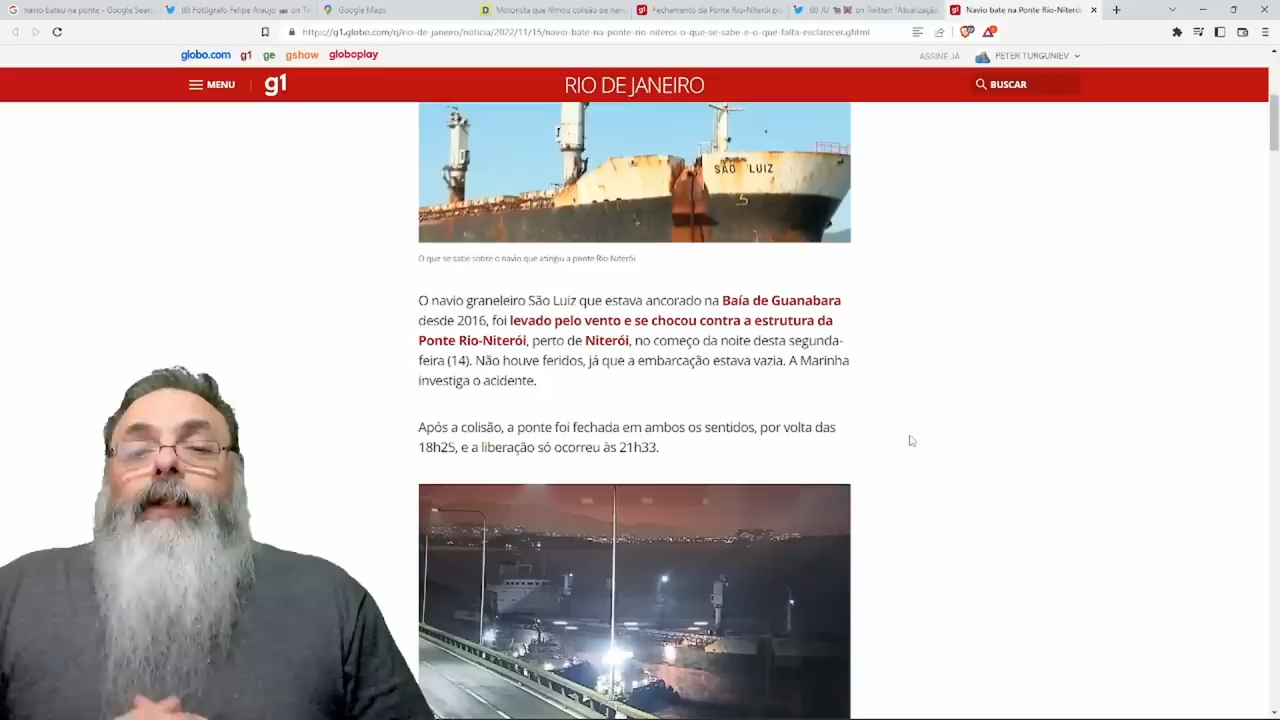 navio bateu na ponte - Google Sear
Fotógrafo Felipe Araujo on Tw
Google Maps
Motorista que filmou colisão de navi
Fechamento da Ponte Rio-Niterói po
JU on Twitter: "Atualização
Navio bate na Ponte Rio-Niterói
https://g1.globo.com/rj/rio-de-janeiro/noticia/2022/11/15/navio-bate-na-ponte-rio-niteroi-o-que-se-sabe-e-o-que-falta-esclarecer.ghtml
globo.com g1 ge gshow globoplay
ASSINE JÁ
PETER TURGUNIEV
MENU
g1
RIO DE JANEIRO
BUSCAR
SÃO LUIZ
O que se sabe sobre o navio que atingiu a ponte Rio-Niterói
O navio graneleiro São Luiz que estava ancorado na Baía de Guanabara
desde 2016, foi levado pelo vento e se chocou contra a estrutura da
Ponte Rio-Niterói, perto de Niterói, no começo da noite desta segunda-
feira (14). Não houve feridos, já que a embarcação estava vazia. A Marinha
investiga o acidente.
Após a colisão, a ponte foi fechada em ambos os sentidos, por volta das
18h25, e a liberação só ocorreu às 21h33.